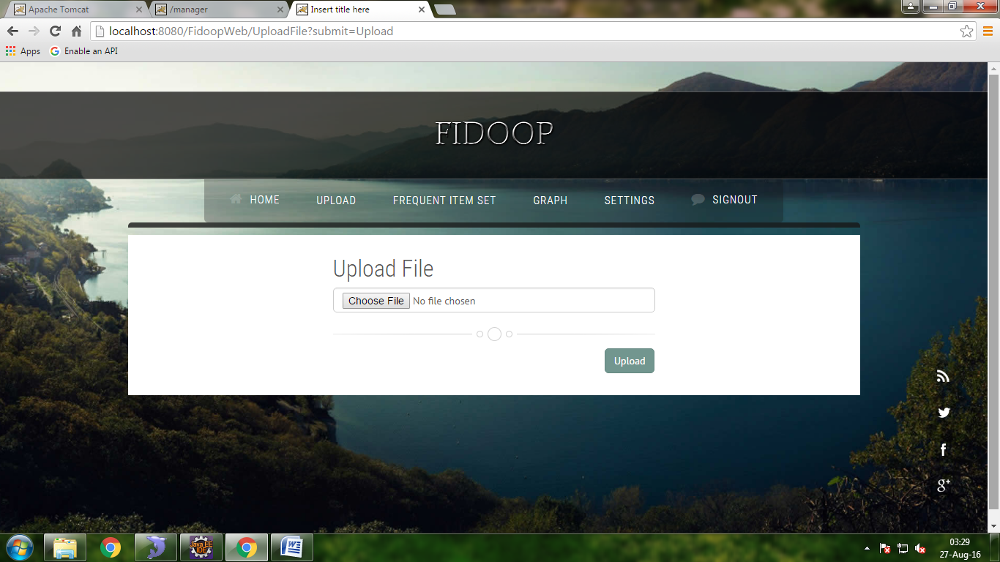 Apache Tomcat
/manager
Insert title here
localhost:8080/FidoopWeb/UploadFile?submit=Upload
Apps
Enable an API
FIDOOP
HOME
UPLOAD
FREQUENT ITEM SET
GRAPH
SETTINGS
SIGNOUT
Upload File
Choose File No file chosen
Upload
g+
Java EE
IDE
03:29
27-Aug-16